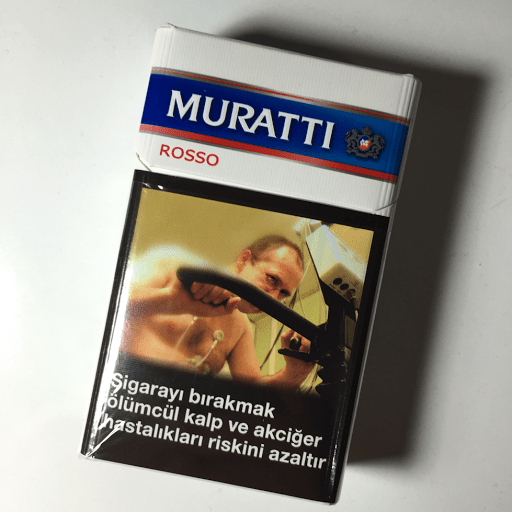 MURATTI
ROSSO
Sigarayı bırakmak
ölümcül kalp ve akciğer
hastalıkları riskini azaltır